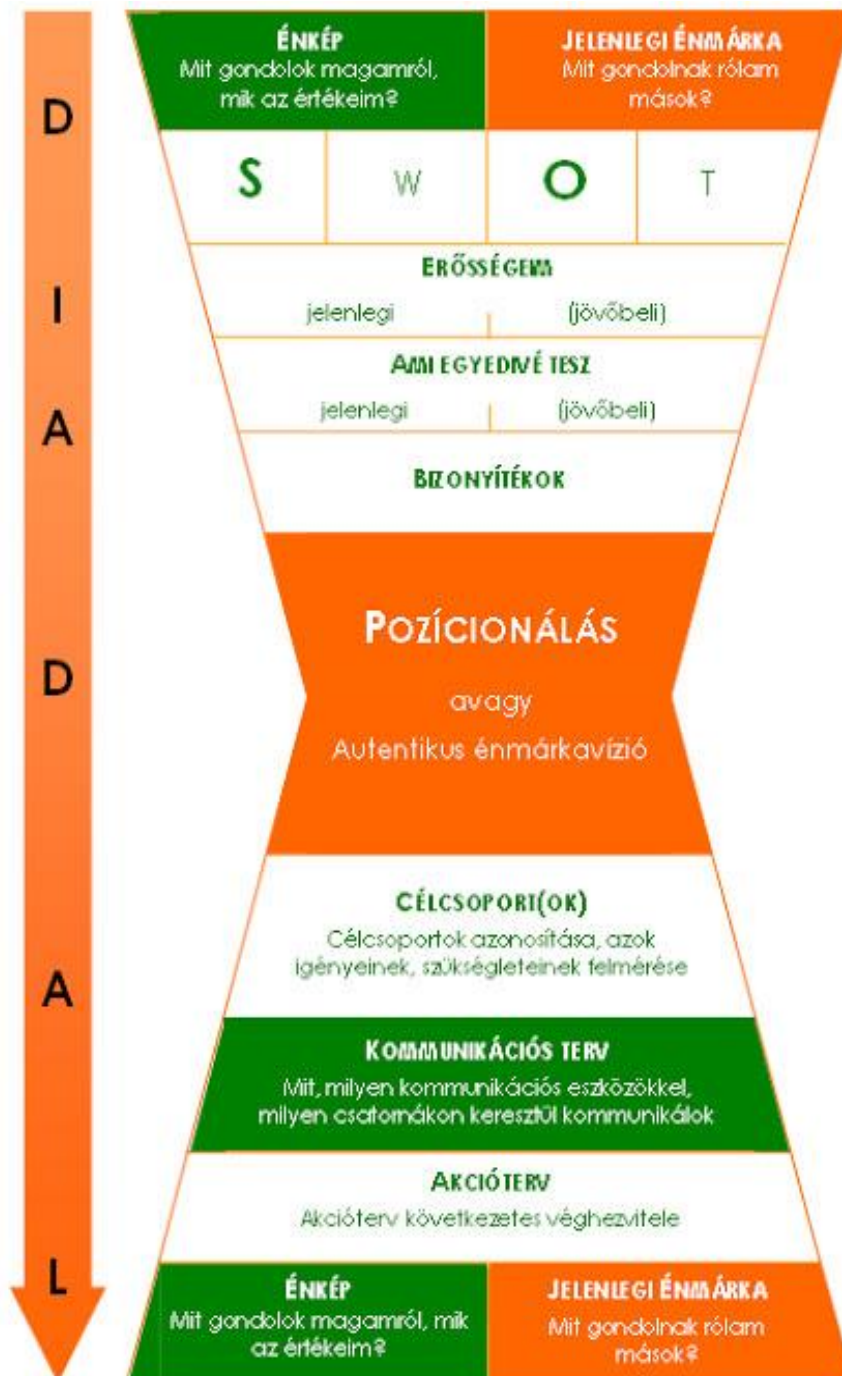 D
I
A
D
A
L
ÉNKÉP
Mit gondolok magamról,
mik az értékeim?
JELENLEGI ÉNMÁRKA
Mit gondolnak rólam
mások?
S
W
O
T
ERŐSSÉGEIM
jelenlegi
(jövőbeli)
AMI EGYEDIVÉ TESZ
jelenlegi
(jövőbeli)
BIZONYÍTÉKOK
POZÍCIONÁLÁS
avagy
Autentikus énmárkavízió
CÉLCSOPORT(OK)
Célcsoportok azonosítása, azok
igényeinek, szükségleteinek felmérése
KOMMUNIKÁCIÓS TERV
Mit, milyen kommunikációs eszközökkel,
milyen csatornákon keresztül kommunikálok
AKCIÓTERV
Akcióterv következetes véghezvitele
ÉNKÉP
Mit gondolok magamról, mik
az értékeim?
JELENLEGI ÉNMÁRKA
Mit gondolnak rólam
mások?